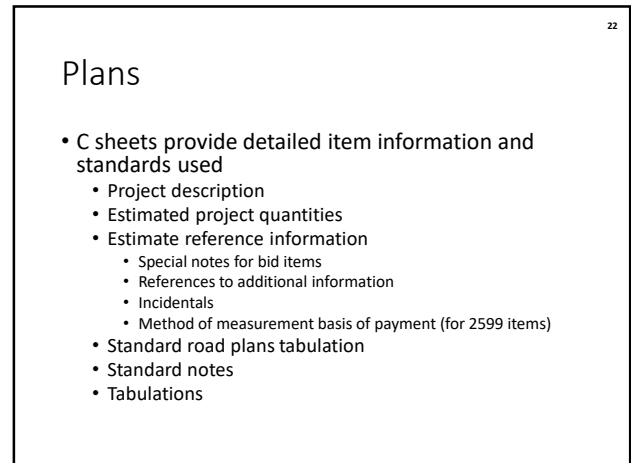 22
Plans
• C sheets provide detailed item information and
standards used
• Project description
• Estimated project quantities
• Estimate reference information
• Special notes for bid items
• References to additional information
• Incidentals
• Method of measurement basis of payment (for 2599 items)
• Standard road plans tabulation
• Standard notes
• Tabulations